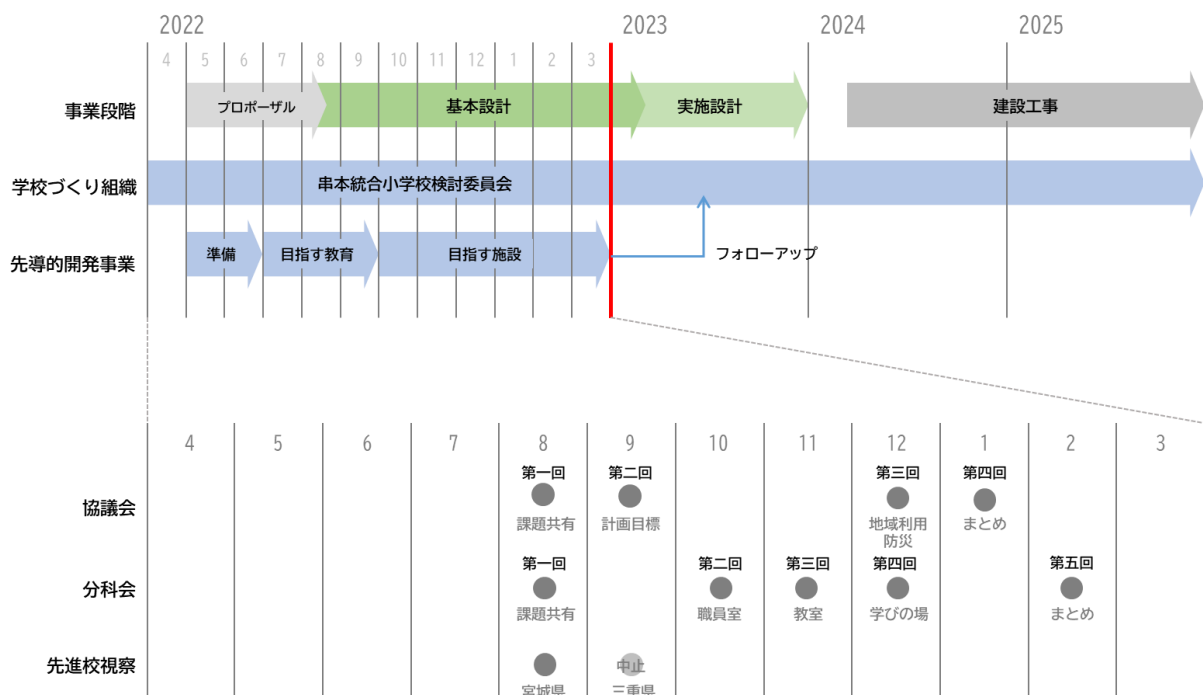 2022
2023
2024
2025
4 5 6 7 8 9 10 11 12 1 2 3
事業段階
プロポーザル
基本設計
実施設計
建設工事
学校づくり組織
串本統合小学校検討委員会
先導的開発事業
準備
目指す教育
目指す施設
フォローアップ
4 5 6 7 8 9 10 11 12 1 2 3
協議会
第一回
課題共有
第二回
計画目標
第三回
地域利用
防災
第四回
まとめ
分科会
第一回
課題共有
第二回
職員室
第三回
教室
第四回
学びの場
第五回
まとめ
先進校視察
宮城県
中止
三重県